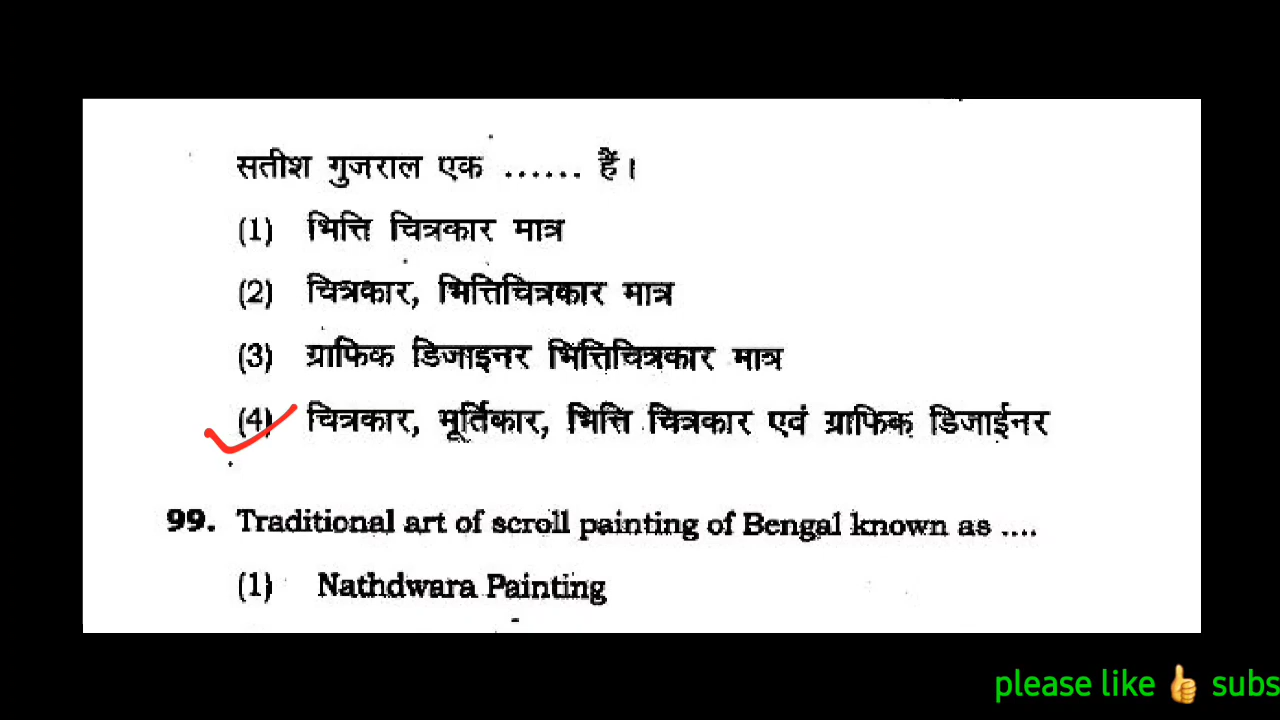 सतीश गुजराल एक ...... हैं।
(1) भित्ति चित्रकार मात्र
(2) चित्रकार, भित्तिचित्रकार मात्र
(3) ग्राफिक डिजाइनर भित्तिचित्रकार मात्र
(4) चित्रकार, मूर्तिकार, भित्ति चित्रकार एवं ग्राफिक डिजाईनर
99. Traditional art of scroll painting of Bengal known as ....
(1) Nathdwara Painting
please like 👍 subs